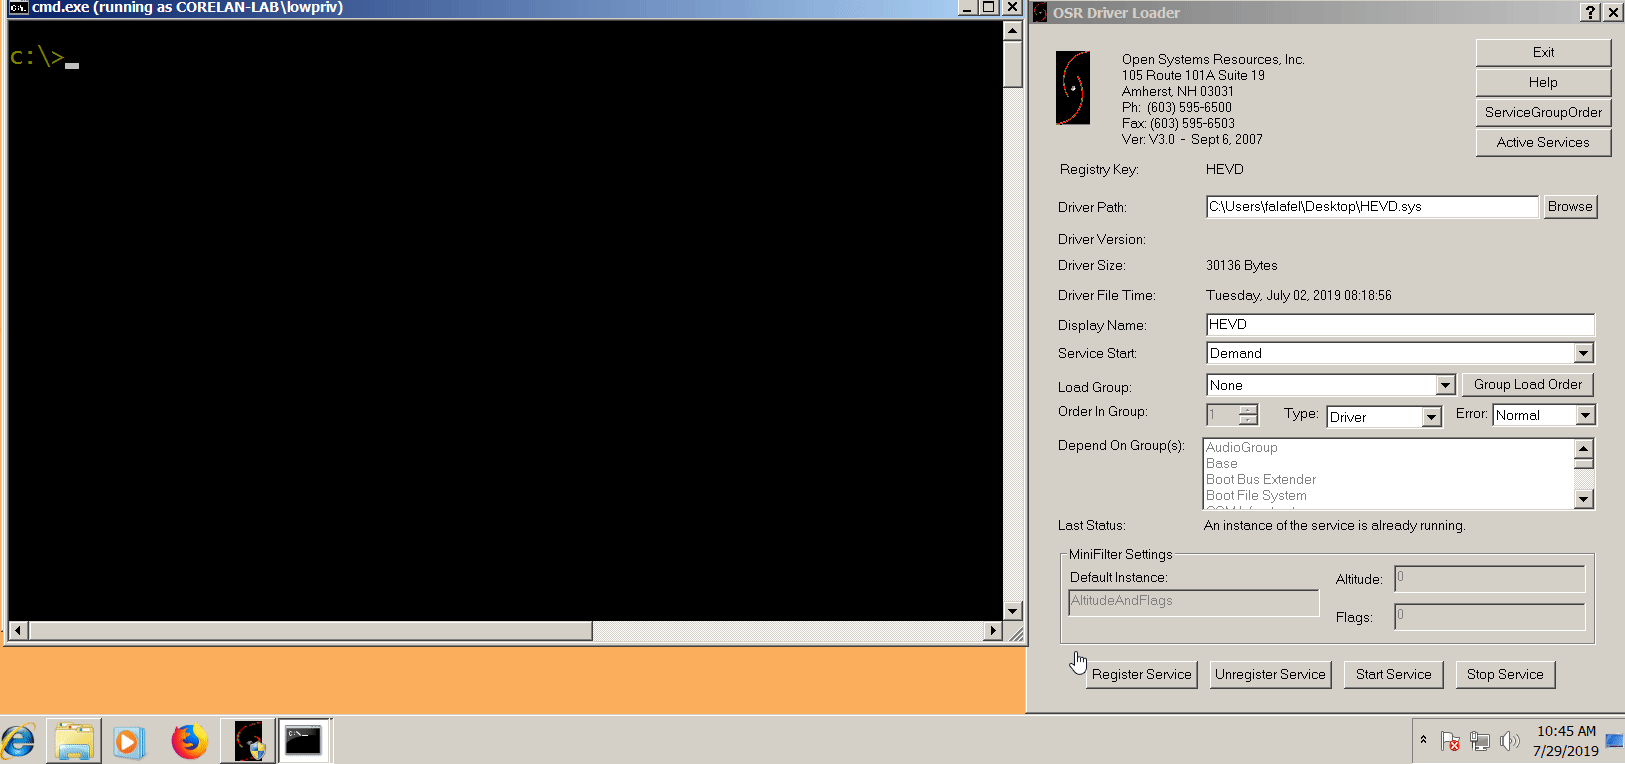 cmd.exe (running as CORELAN-LAB\lowpriv)
c:\>
OSR Driver Loader
Open Systems Resources, Inc.
105 Route 101A Suite 19
Amherst, NH 03031
Ph: (603) 595-6500
Fax: (603) 595-6503
Ver: V3.0 - Sept 6, 2007
Exit
Help
ServiceGroupOrder
Active Services
Registry Key: HEVD
Driver Path: C:\Users\falafel\Desktop\HEVD.sys Browse
Driver Version:
Driver Size: 30136 Bytes
Driver File Time: Tuesday, July 02, 2019 08:18:56
Display Name: HEVD
Service Start: Demand
Load Group: None Group Load Order
Order In Group: 1 Type: Driver Error: Normal
Depend On Group(s): AudioGroup
Base
Boot Bus Extender
Boot File System
Last Status: An instance of the service is already running.
MiniFilter Settings
Default Instance:
AltitudeAndFlags
Altitude: 0
Flags: 0
Register Service Unregister Service Start Service Stop Service
10:45 AM
7/29/2019